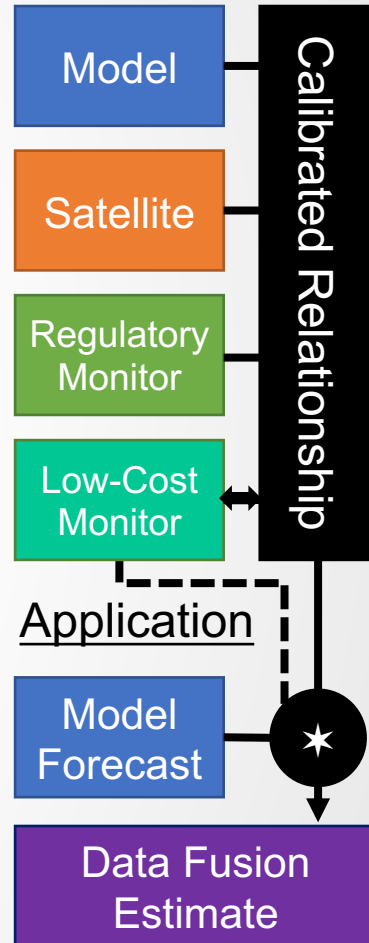 Model
Calibrated Relationship
Satellite
Regulatory
Monitor
Low-Cost
Monitor
Application
Model
Forecast
Data Fusion
Estimate